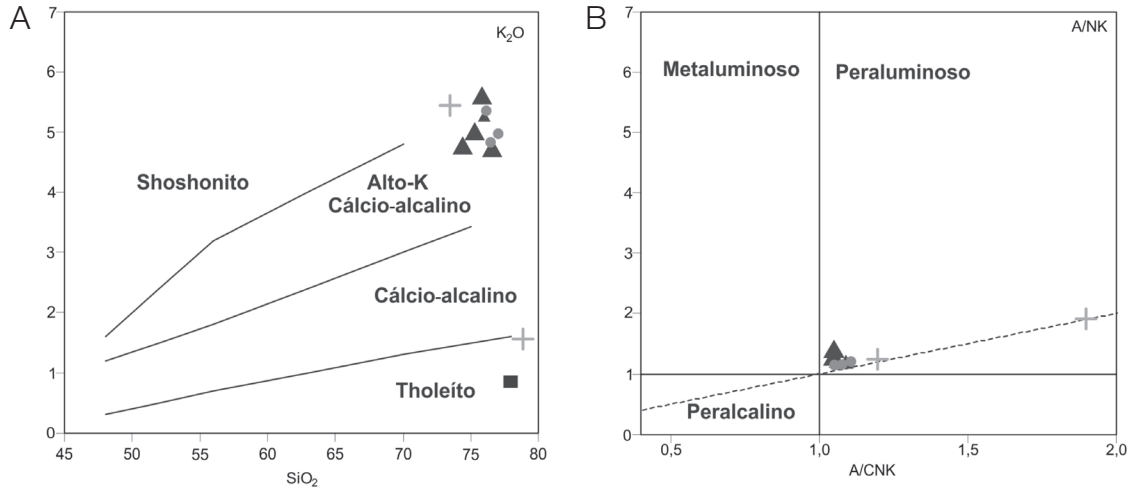 A
7
K₂O
6
5
4
3
2
1
0
Shoshonito
Alto-K
Cálcio-alcalino
Cálcio-alcalino
Tholeíto
45 50 55 60 65 70 75 80
SiO₂
B
7
A/NK
6
5
4
3
2
1
0
Metaluminoso
Peraluminoso
Peralcalino
0,5 1,0 1,5 2,0
A/CNK